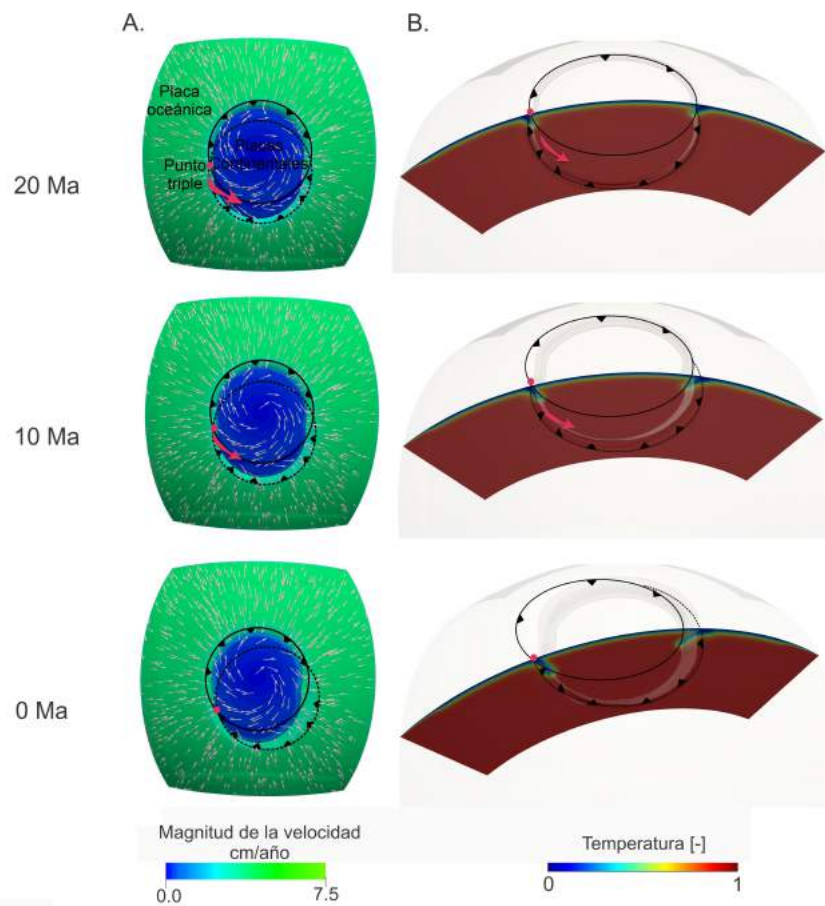 A.
B.
Placa
oceánica
Placas
Continentales
Punto
triple
20 Ma
10 Ma
0 Ma
Magnitud de la velocidad
cm/año
0.0
7.5
Temperatura [-]
0
1